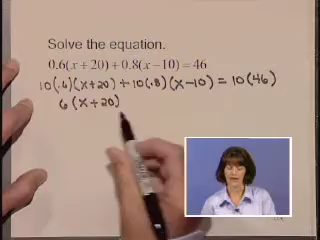 Solve the equation.
0.6(x + 20) + 0.8(x − 10) = 46
10(.6)(x+20) + 10(.8)(x−10) = 10(46)
6(x+20)